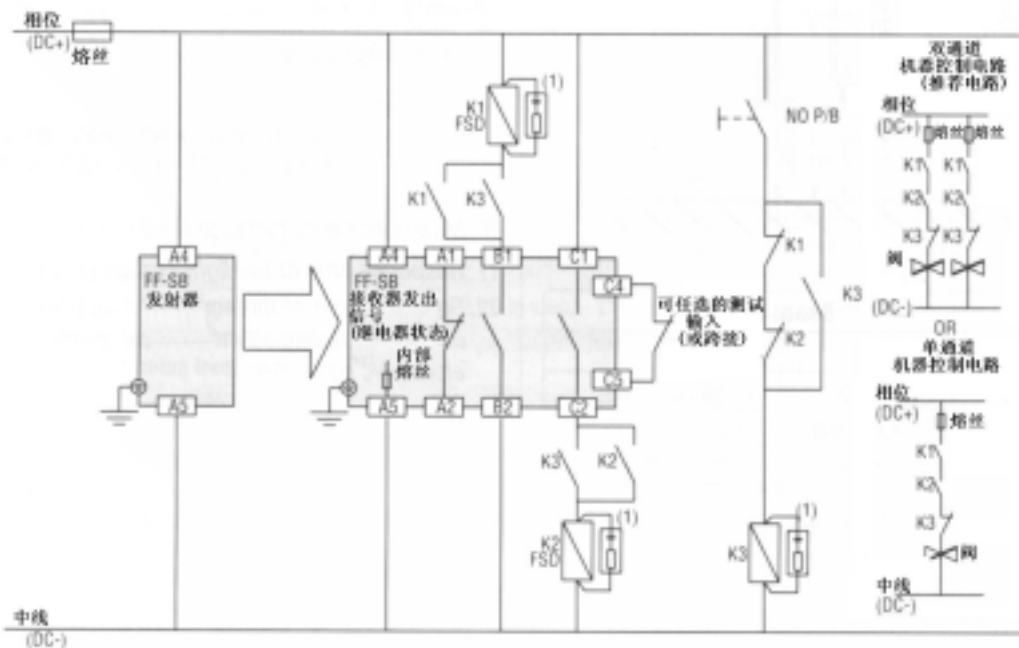 相位
(DC+)
熔丝
K1
FSD
(1)
K1
K3
NO P/B
K1
K2
K3
A4
FF-SB
发射器
A5
A4
A1
B1
C1
FF-SB
接收器发出
信号
(继电器状态)
内部
熔丝
C4
C5
A5
A2
B2
C2
可任选的测试
输入
(或跨接)
K3
K2
K2
FSD
(1)
K3
(1)
中线
(DC-)
双通道
机器控制电路
(推荐电路)
相位
(DC+)
熔丝
熔丝
K1
K1
K2
K2
K3
K3
阀
(DC-)
OR
单通道
机器控制电路
相位
(DC+)
熔丝
K1
K2
K3
阀
中线
(DC-)